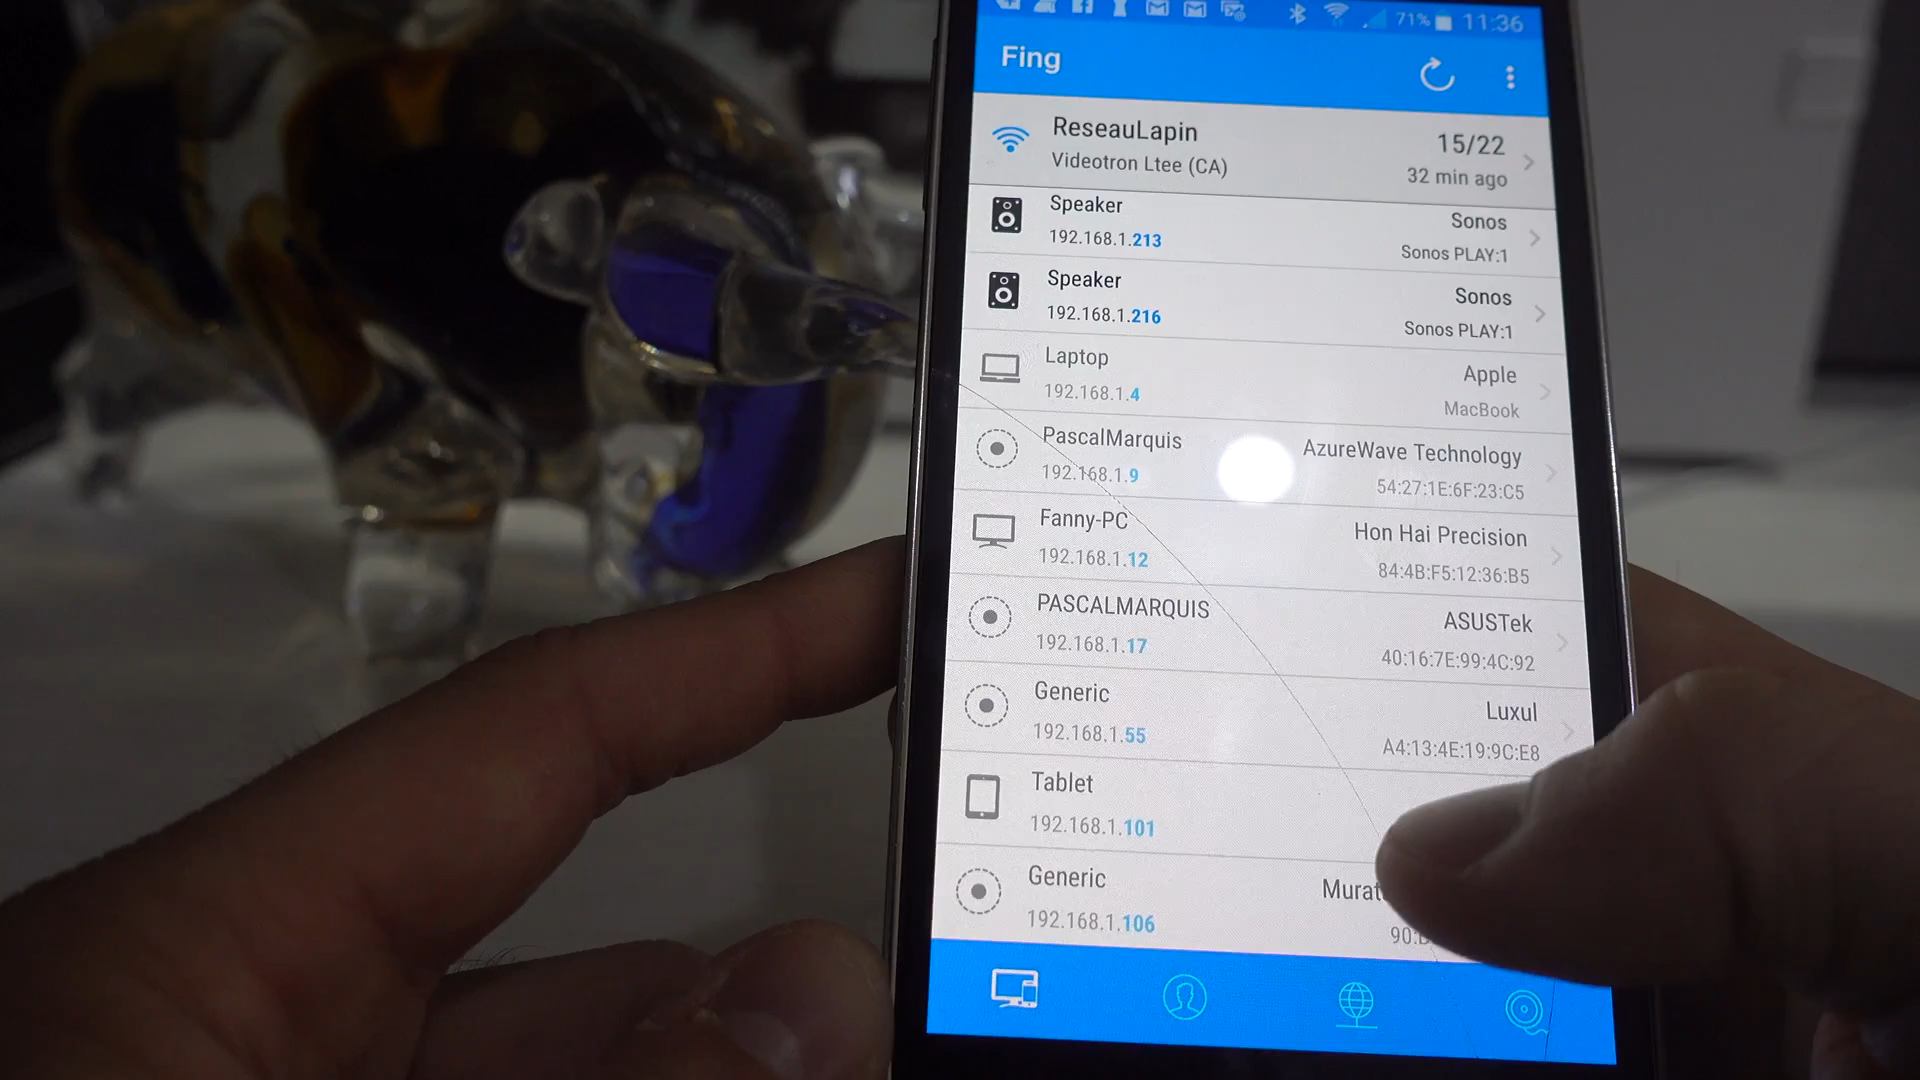 71% 11:36
Fing
ReseauLapin 15/22
Videotron Ltee (CA) 32 min ago
Speaker Sonos
192.168.1.213 Sonos PLAY:1
Speaker Sonos
192.168.1.216 Sonos PLAY:1
Laptop Apple
192.168.1.4 MacBook
PascalMarquis AzureWave Technology
192.168.1.9 54:27:1E:6F:23:C5
Fanny-PC Hon Hai Precision
192.168.1.12 84:4B:F5:12:36:B5
PASCALMARQUIS ASUSTek
192.168.1.17 40:16:7E:99:4C:92
Generic Luxul
192.168.1.55 A4:13:4E:19:9C:E8
Tablet
192.168.1.101
Generic Murat
192.168.1.106 90: